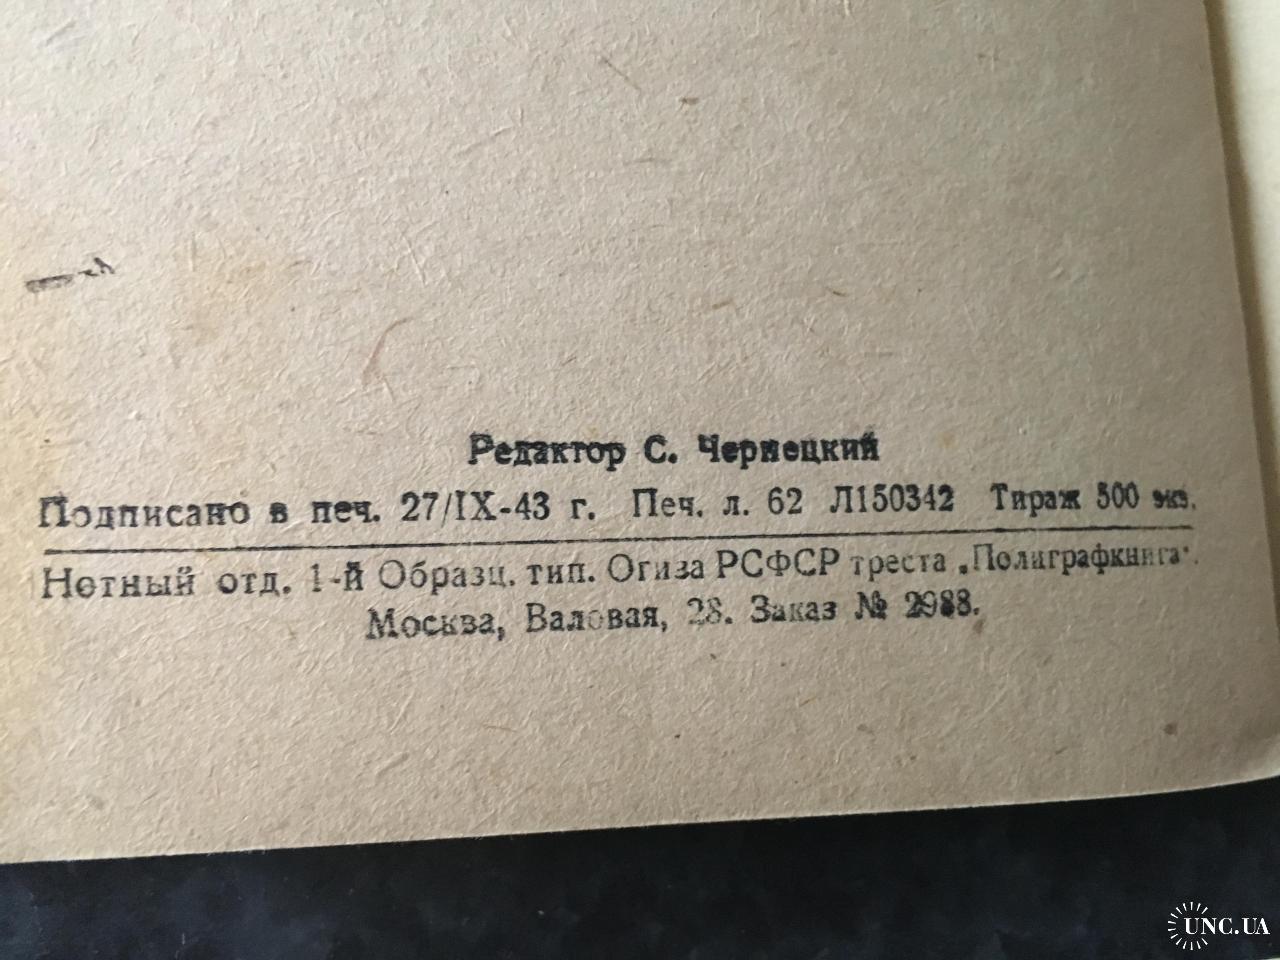 Редактор С. Чернецкий
Подписано в печ. 27/IX-43 г. Печ. л. 62 Л150342 Тираж 500 экз.
Нотный отд. 1-й Образц. тип. Огиза РСФСР треста „Полиграфкнига“.
Москва, Валовая, 28. Заказ № 2988.
UNC.UA